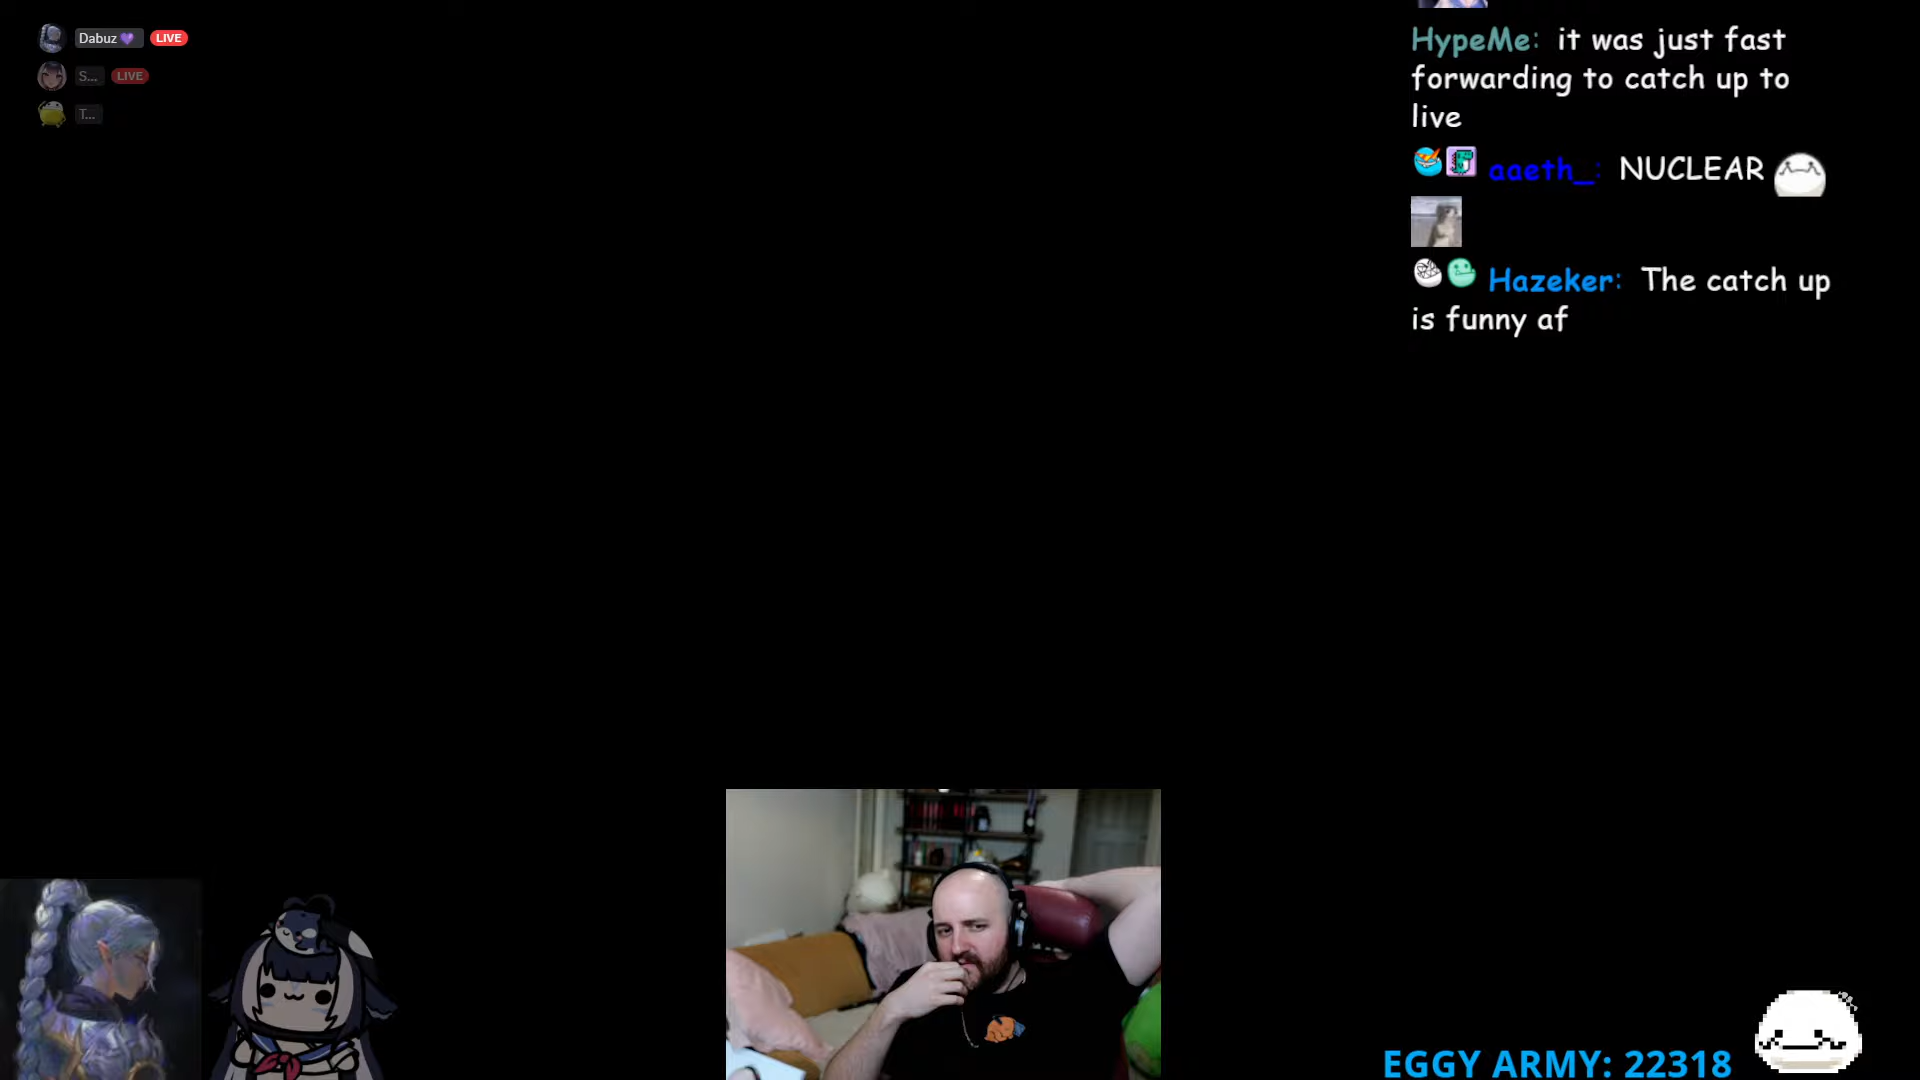 Dabuz💜 LIVE
S... LIVE
T...
HypeMe: it was just fast
forwarding to catch up to
live
aaeth_: NUCLEAR
Hazeker: The catch up
is funny af
EGGY ARMY: 22318